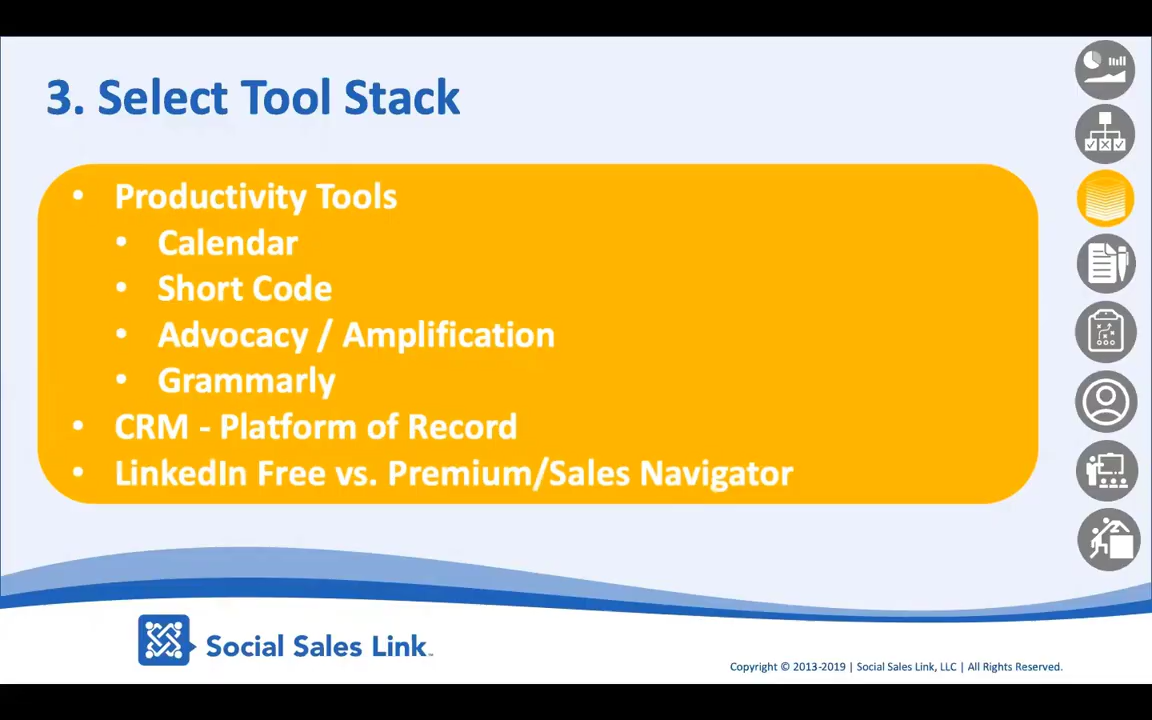 3. Select Tool Stack
• Productivity Tools
• Calendar
• Short Code
• Advocacy / Amplification
• Grammarly
• CRM - Platform of Record
• LinkedIn Free vs. Premium/Sales Navigator
Social Sales Link™
Copyright © 2013-2019 | Social Sales Link, LLC | All Rights Reserved.